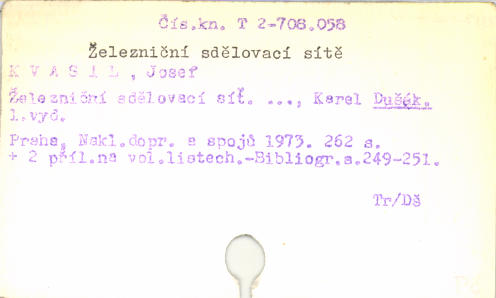 Čís.kn. T 2-708.058
Železniční sdělovací sítě
K V A S I L , Josef
Železniční sdělovací síť. ..., Karel Dušák.
1.vyd.
Praha, Nakl.dopr. a spojů 1973. 262 s.
+ 2 příl.na vol.listech.-Bibliogr.s.249-251.
Tr/Dš